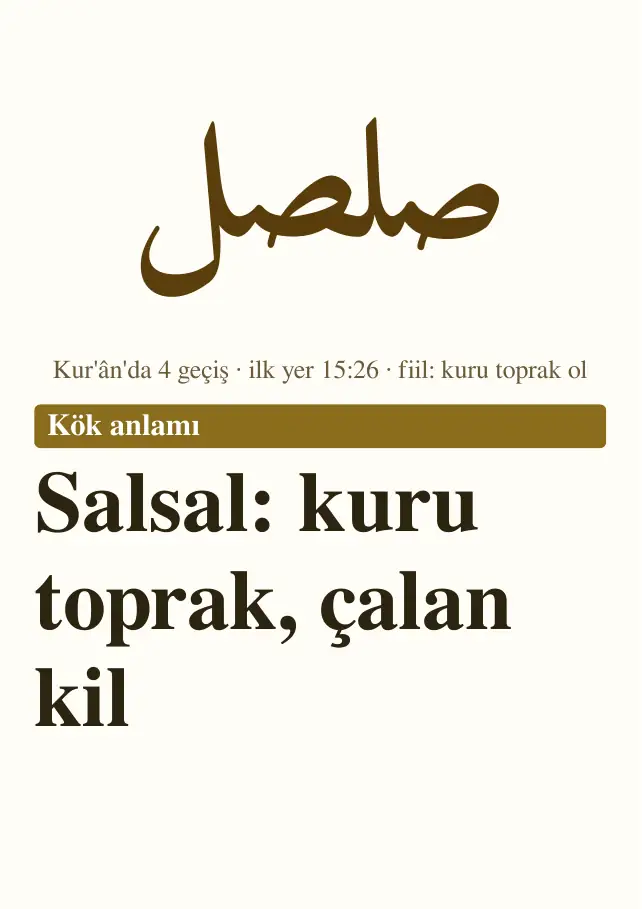 صلصل
Kur'ân'da 4 geçiş · ilk yer 15:26 · fiil: kuru toprak ol
Kök anlamı
Salsal: kuru
toprak, çalan
kil